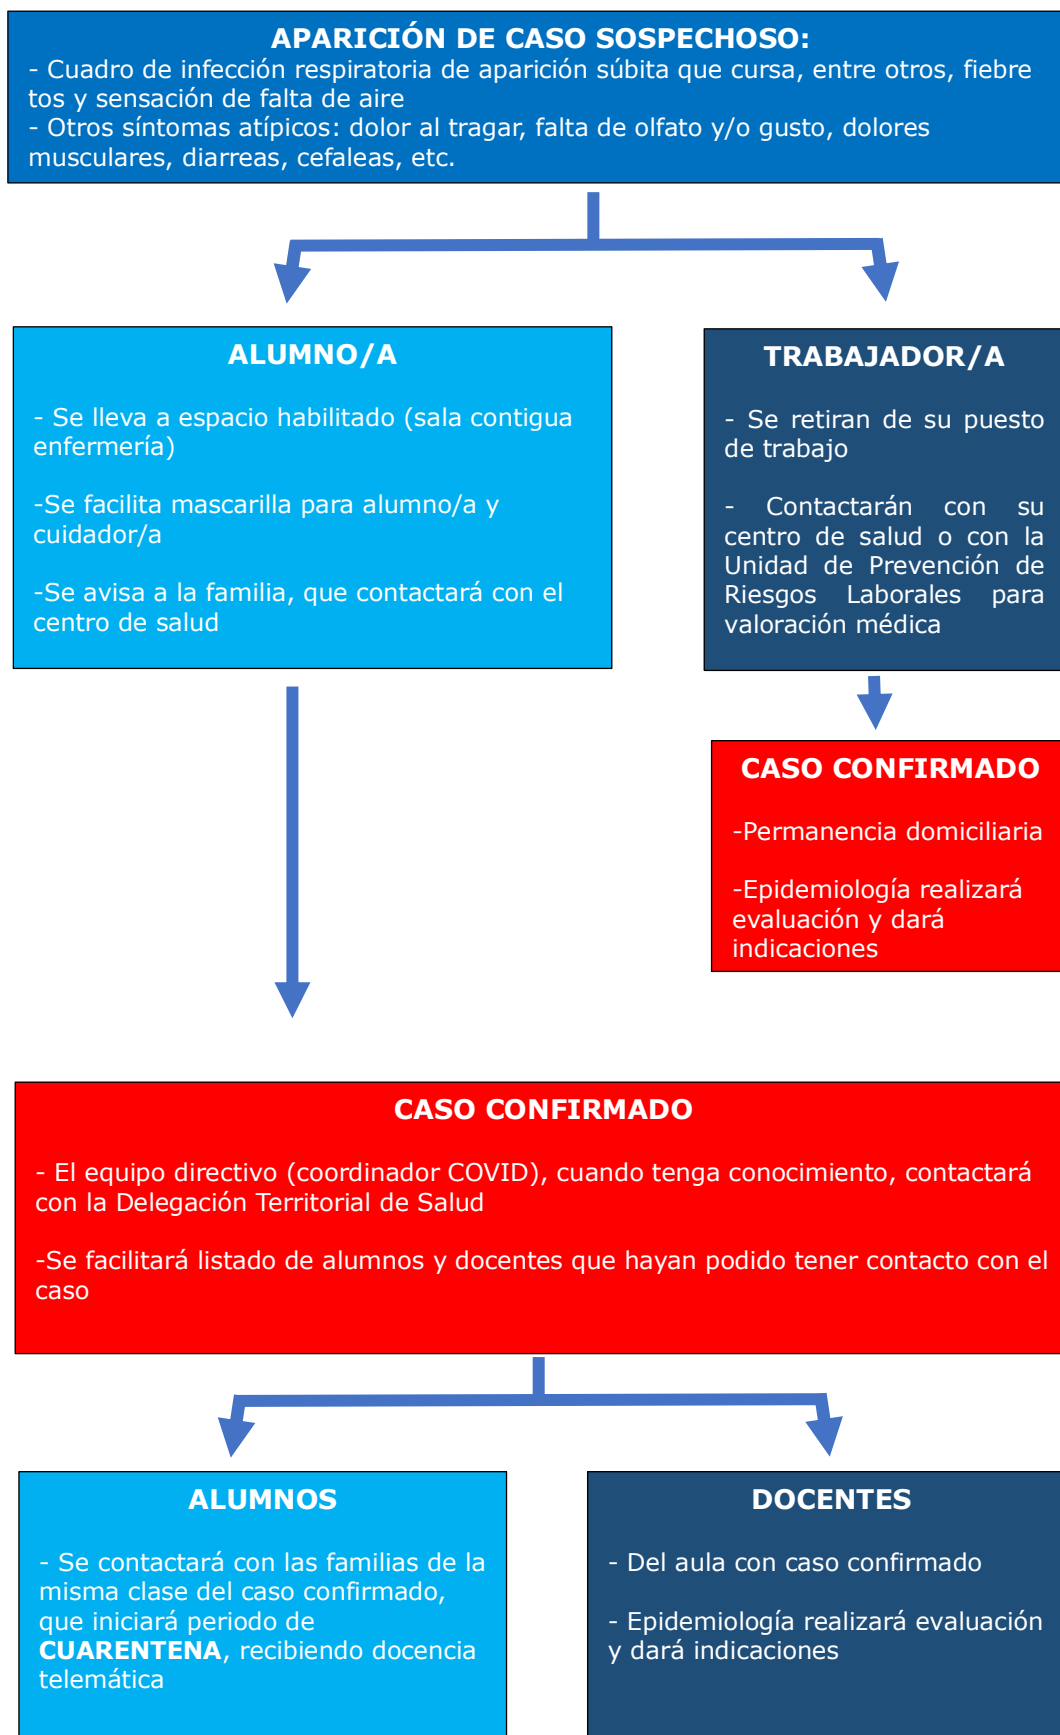 APARICIÓN DE CASO SOSPECHOSO:
- Cuadro de infección respiratoria de aparición súbita que cursa, entre otros, fiebre
tos y sensación de falta de aire
- Otros síntomas atípicos: dolor al tragar, falta de olfato y/o gusto, dolores
musculares, diarreas, cefaleas, etc.
ALUMNO/A
- Se lleva a espacio habilitado (sala contigua
enfermería)
-Se facilita mascarilla para alumno/a y
cuidador/a
-Se avisa a la familia, que contactará con el
centro de salud
TRABAJADOR/A
- Se retiran de su puesto
de trabajo
- Contactarán con su
centro de salud o con la
Unidad de Prevención de
Riesgos Laborales para
valoración médica
CASO CONFIRMADO
-Permanencia domiciliaria
-Epidemiología realizará
evaluación y dará
indicaciones
CASO CONFIRMADO
- El equipo directivo (coordinador COVID), cuando tenga conocimiento, contactará
con la Delegación Territorial de Salud
-Se facilitará listado de alumnos y docentes que hayan podido tener contacto con el
caso
ALUMNOS
- Se contactará con las familias de la
misma clase del caso confirmado,
que iniciará periodo de
CUARENTENA, recibiendo docencia
telemática
DOCENTES
- Del aula con caso confirmado
- Epidemiología realizará evaluación
y dará indicaciones